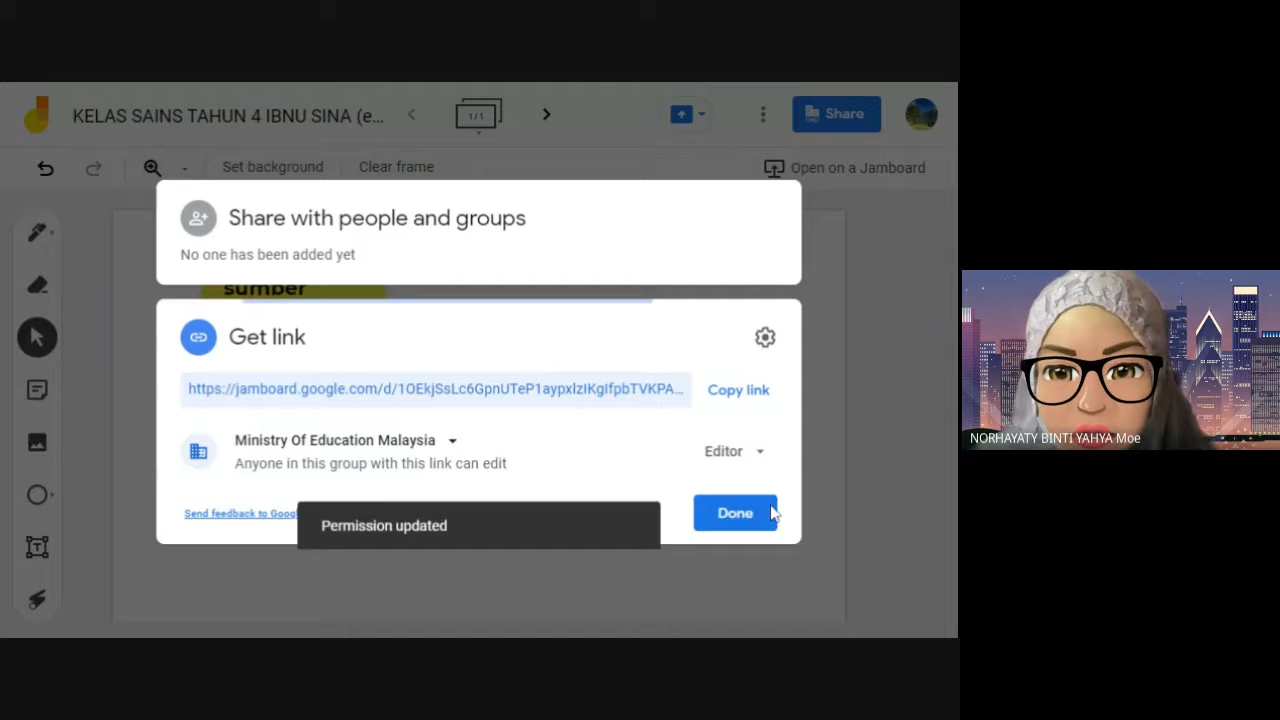 KELAS SAINS TAHUN 4 IBNU SINA (e...
1/1
Share
Set background
Clear frame
Open on a Jamboard
Share with people and groups
No one has been added yet
sumber
Get link
https://jamboard.google.com/d/1OEkjSsLc6GpnUTeP1aypxlzIKgIfpbTVKPA...
Copy link
Ministry Of Education Malaysia
Anyone in this group with this link can edit
Editor
Send feedback to Goog
Permission updated
Done
NORHAYATY BINTI YAHYA Moe